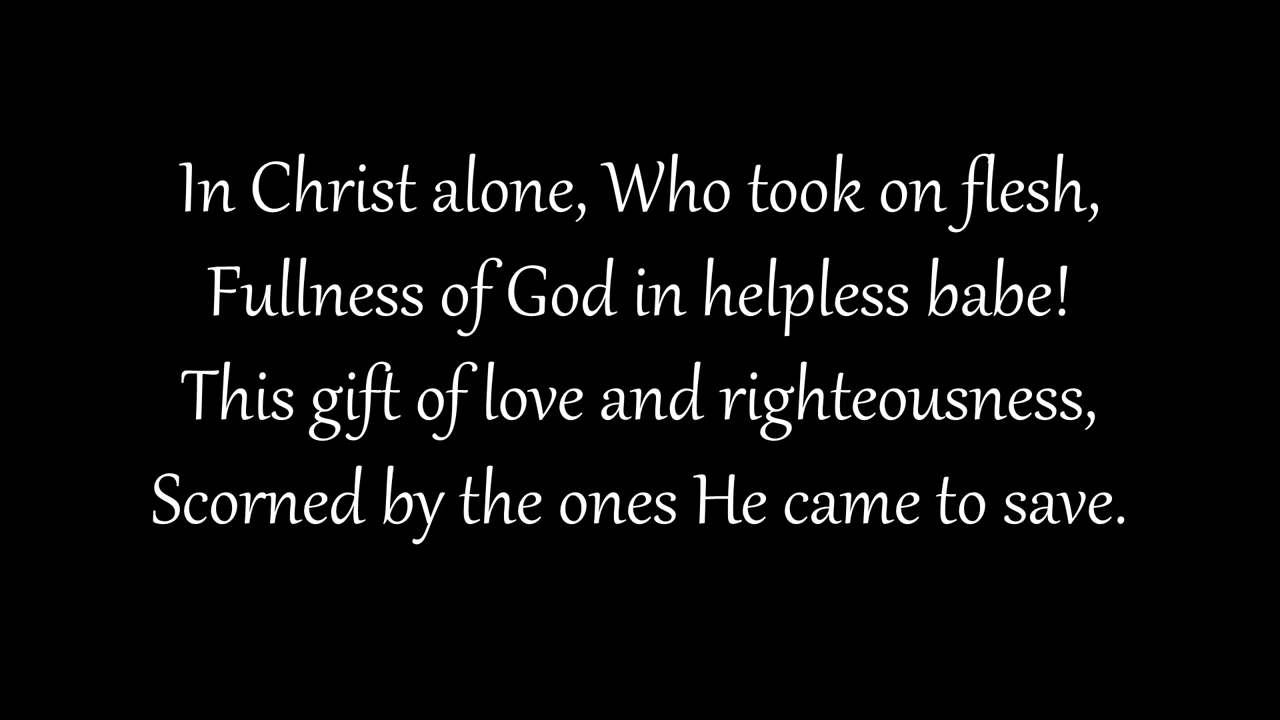 In Christ alone, Who took on flesh,
Fullness of God in helpless babe!
This gift of love and righteousness,
Scorned by the ones He came to save.